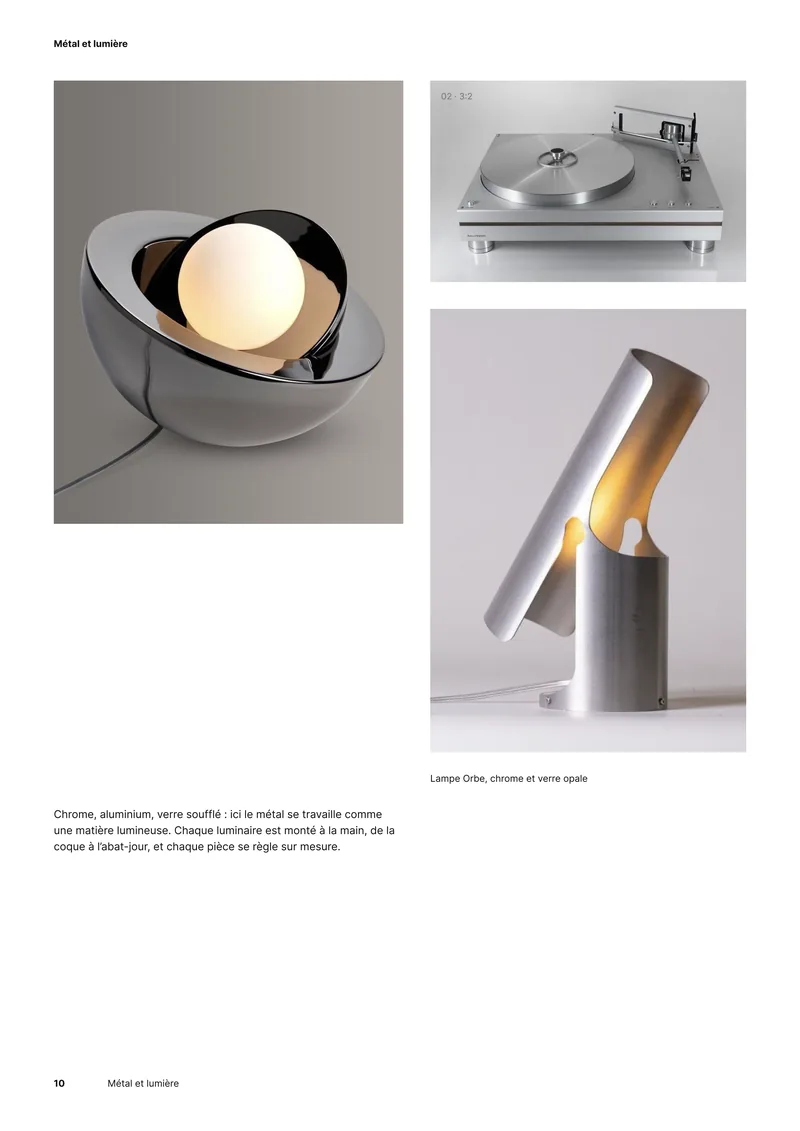 Métal et lumière
02 · 3:2
Lampe Orbe, chrome et verre opale
Chrome, aluminium, verre soufflé : ici le métal se travaille comme
une matière lumineuse. Chaque luminaire est monté à la main, de la
coque à l’abat-jour, et chaque pièce se règle sur mesure.
10 Métal et lumière